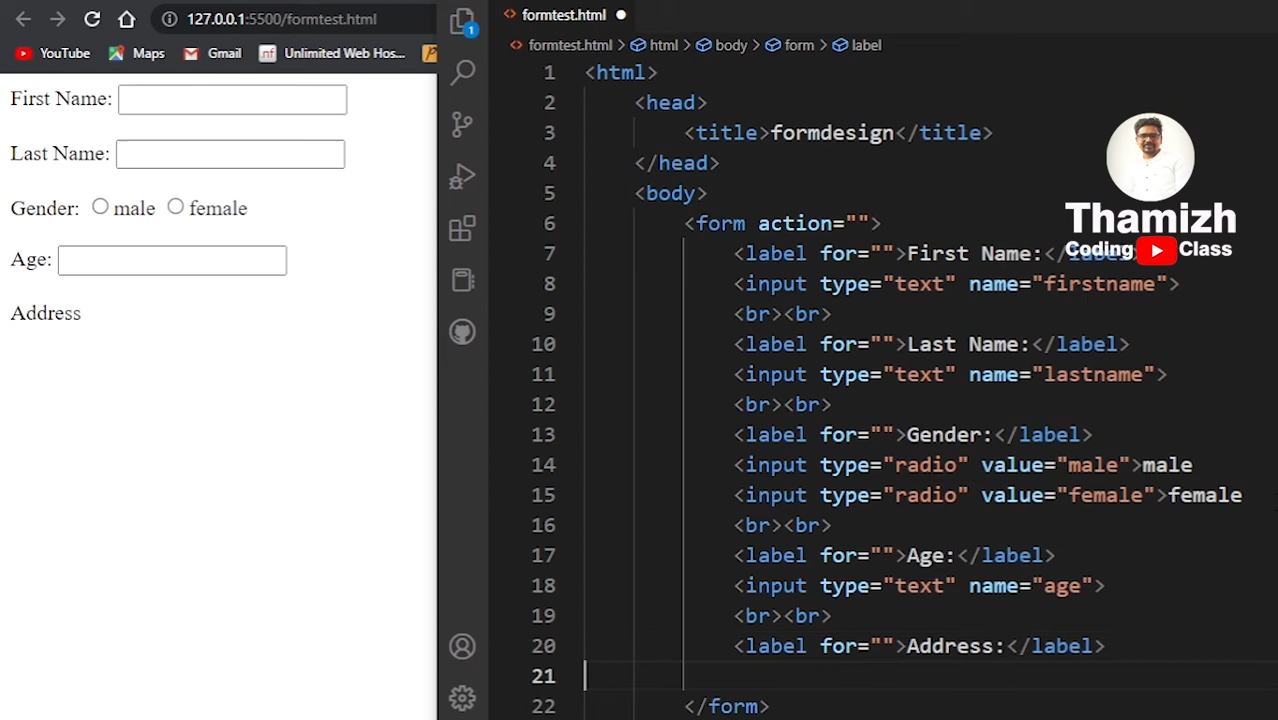 127.0.0.1:5500/formtest.html
YouTube Maps Gmail nf Unlimited Web Hos...
First Name:
Last Name:
Gender: male female
Age:
Address
1
formtest.html
formtest.html > html > body > form > label
1 <html>
2 <head>
3 <title>formdesign</title>
4 </head>
5 <body>
6 <form action="">
7 <label for="">First Name:</label>
8 <input type="text" name="firstname">
9 <br><br>
10 <label for="">Last Name:</label>
11 <input type="text" name="lastname">
12 <br><br>
13 <label for="">Gender:</label>
14 <input type="radio" value="male">male
15 <input type="radio" value="female">female
16 <br><br>
17 <label for="">Age:</label>
18 <input type="text" name="age">
19 <br><br>
20 <label for="">Address:</label>
21
22 </form>
Thamizh
Coding Class